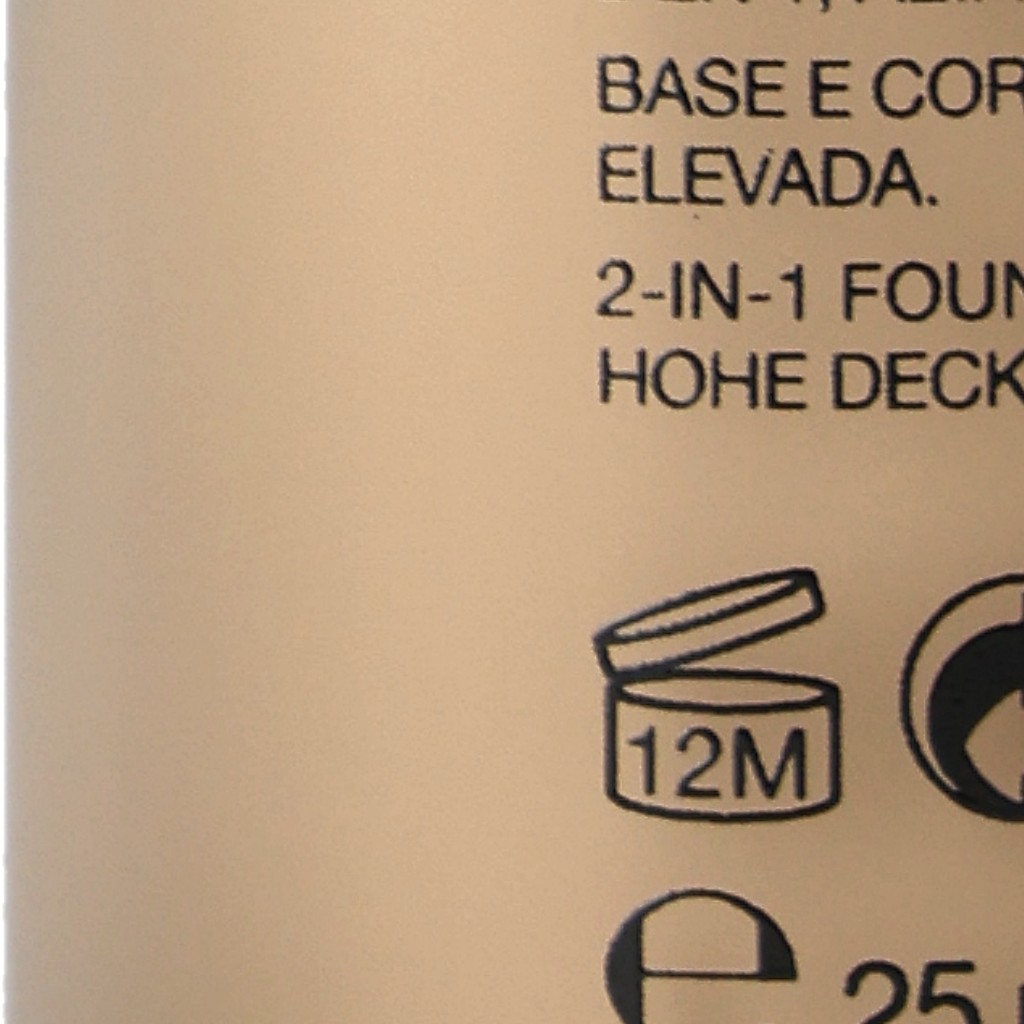 BASE E COR
ELEVADA.
2-IN-1 FOUN
HOHE DECK
12M
e 25